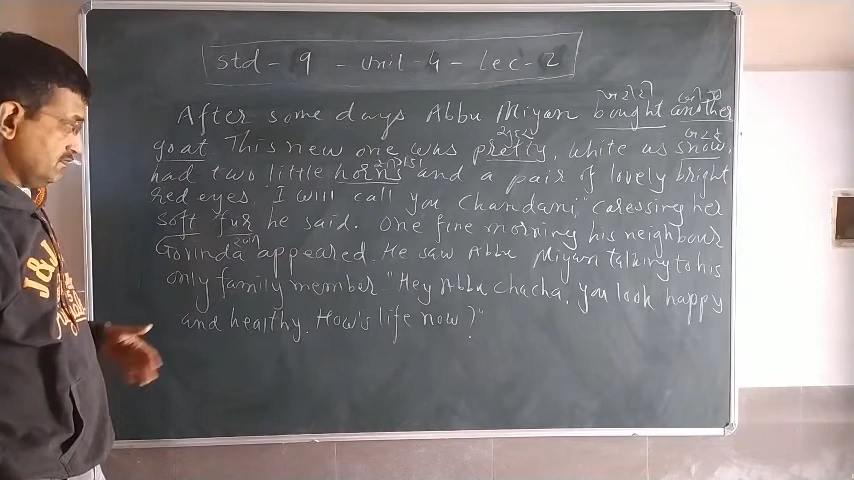 std - 9 - unit - 4 - lec - 2
After some days Abbu Miyan bought another
goat This new one was pretty, white as snow,
had two little horns and a pair of lovely bright
red eyes. "I will call you Chandani," caressing her
soft fur he said. One fine morning his neighbour
Govinda appeared. He saw Abbu Miyan talking to his
only family member "Hey Abbu Chacha, you look happy
and healthy. How's life now?"
J&J